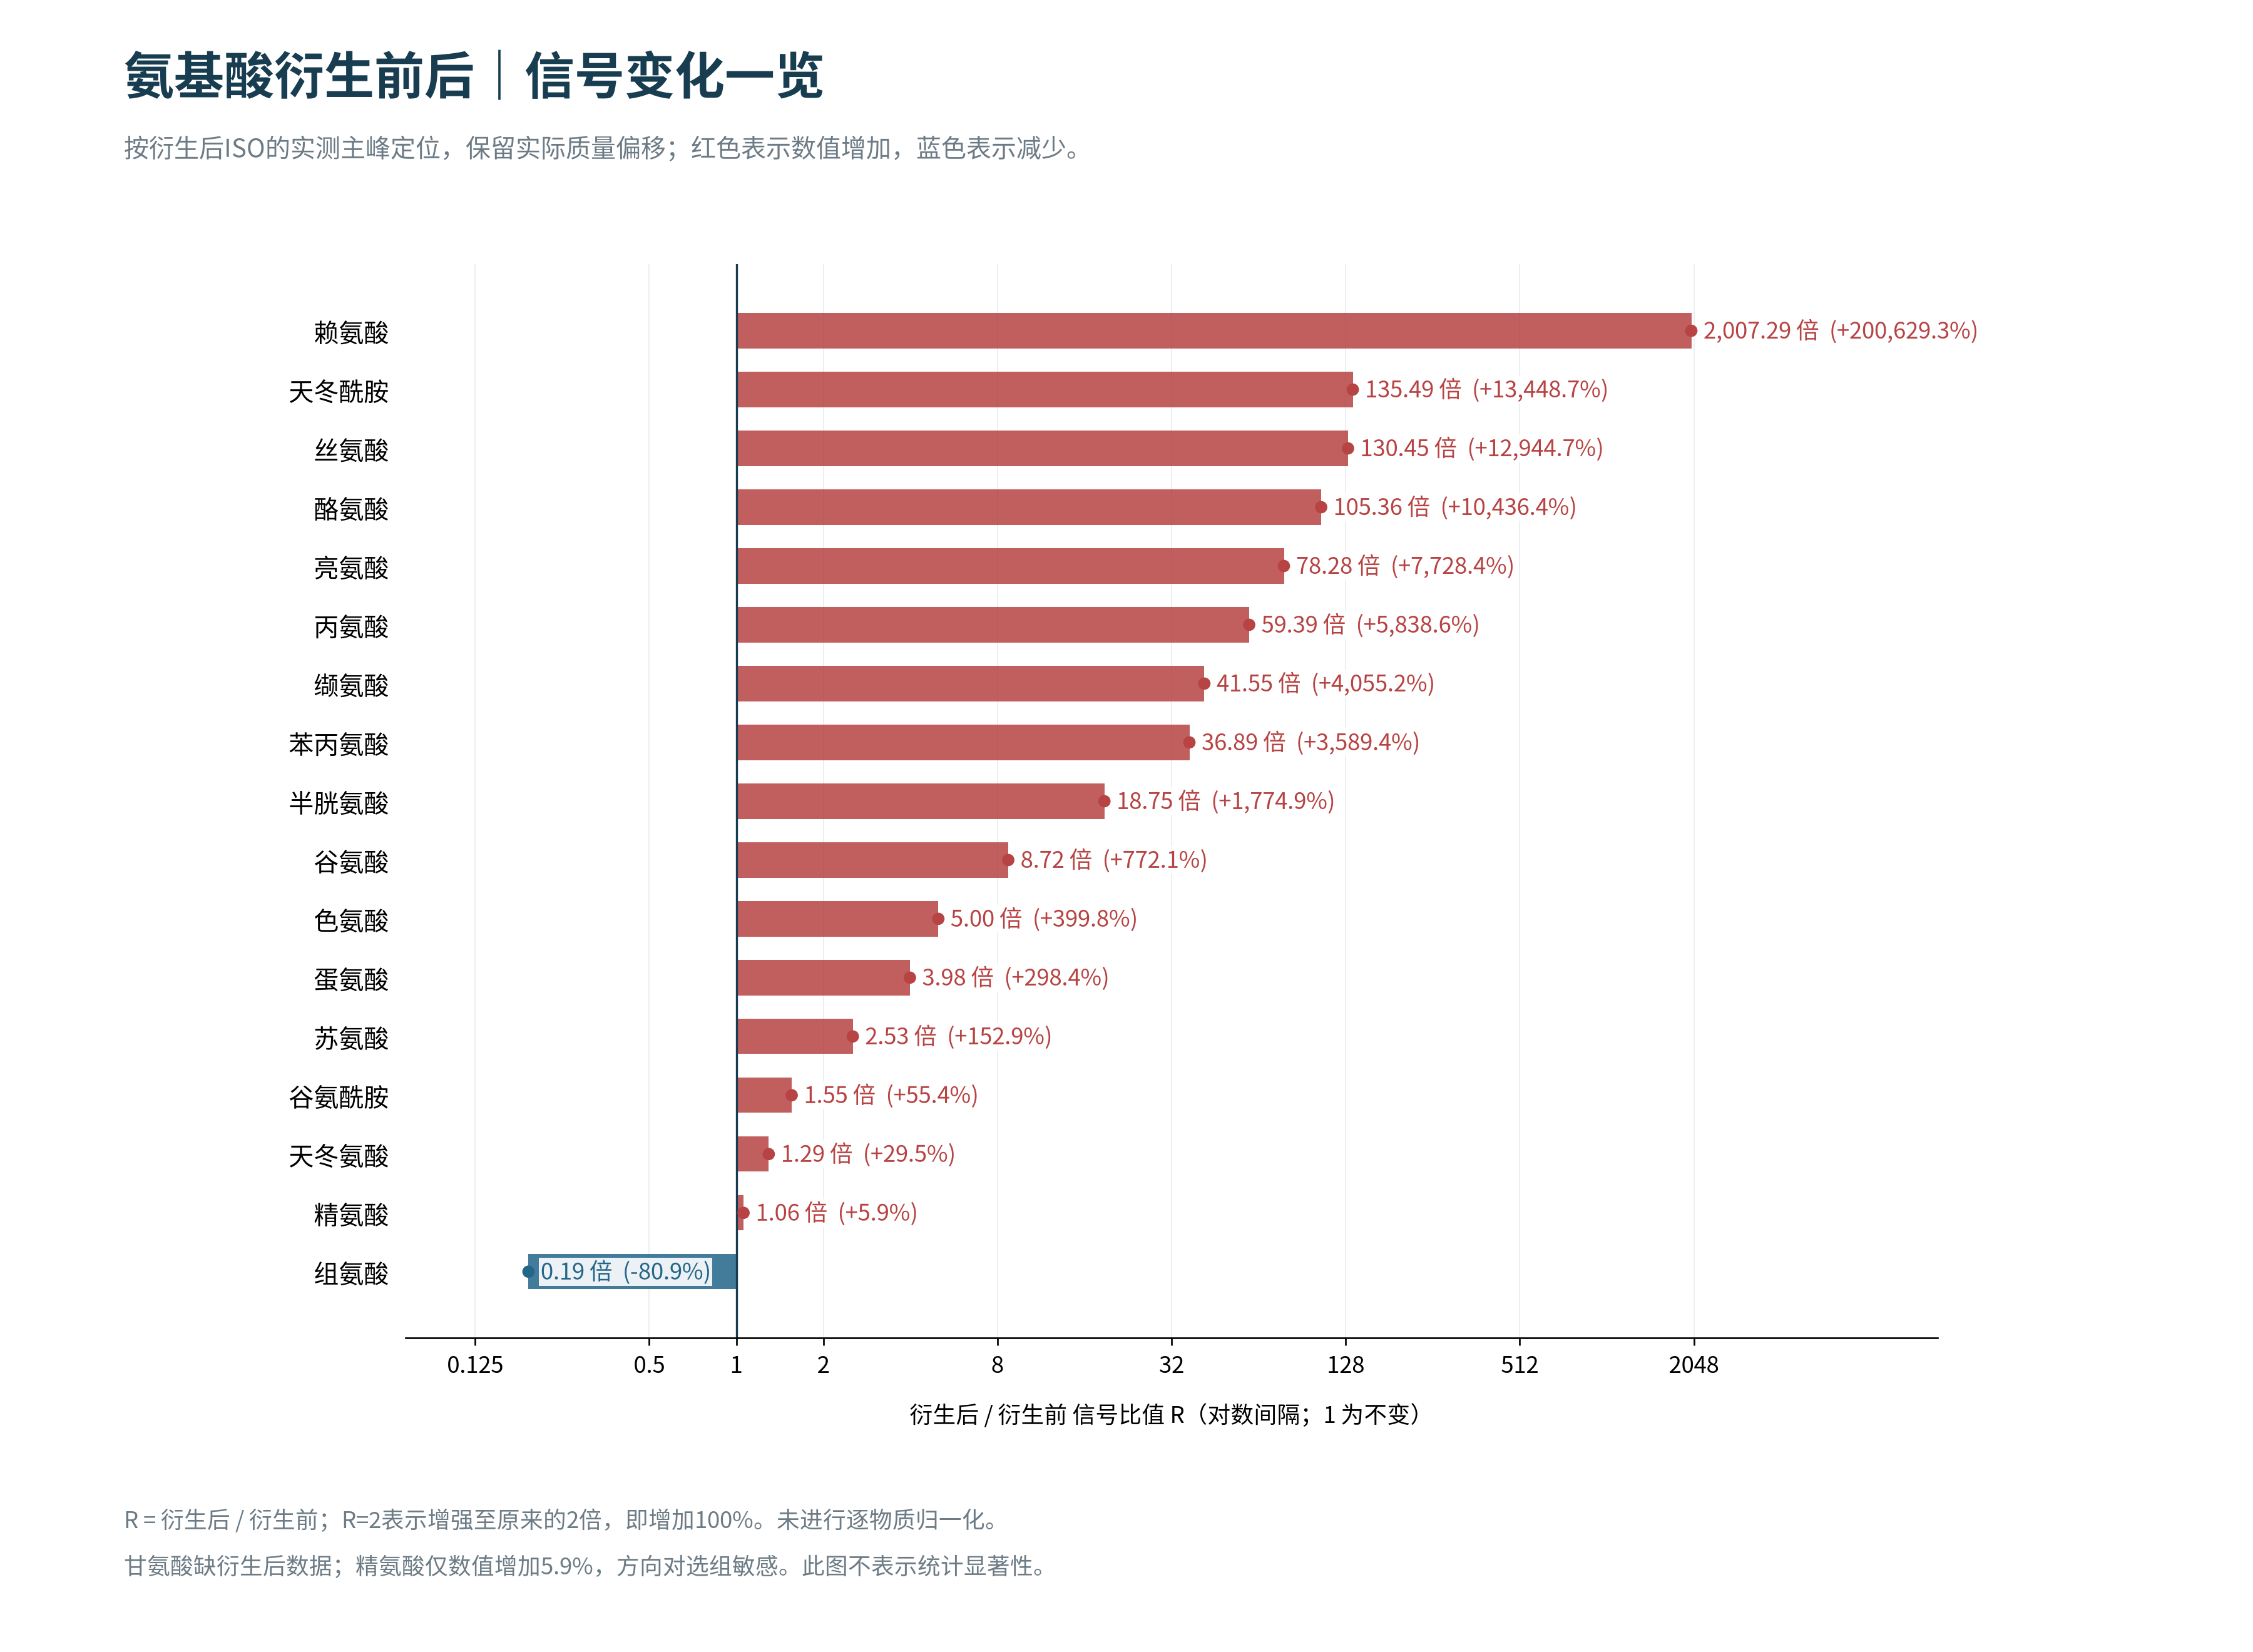 氨基酸衍生前后｜信号变化一览
按衍生后ISO的实测主峰定位，保留实际质量偏移；红色表示数值增加，蓝色表示减少。
赖氨酸 2,007.29 倍 (+200,629.3%)
天冬酰胺 135.49 倍 (+13,448.7%)
丝氨酸 130.45 倍 (+12,944.7%)
酪氨酸 105.36 倍 (+10,436.4%)
亮氨酸 78.28 倍 (+7,728.4%)
丙氨酸 59.39 倍 (+5,838.6%)
缬氨酸 41.55 倍 (+4,055.2%)
苯丙氨酸 36.89 倍 (+3,589.4%)
半胱氨酸 18.75 倍 (+1,774.9%)
谷氨酸 8.72 倍 (+772.1%)
色氨酸 5.00 倍 (+399.8%)
蛋氨酸 3.98 倍 (+298.4%)
苏氨酸 2.53 倍 (+152.9%)
谷氨酰胺 1.55 倍 (+55.4%)
天冬氨酸 1.29 倍 (+29.5%)
精氨酸 1.06 倍 (+5.9%)
组氨酸 0.19 倍 (-80.9%)
0.125 0.5 1 2 8 32 128 512 2048
衍生后 / 衍生前 信号比值 R（对数间隔；1 为不变）
R = 衍生后 / 衍生前；R=2表示增强至原来的2倍，即增加100%。未进行逐物质归一化。
甘氨酸缺衍生后数据；精氨酸仅数值增加5.9%，方向对选组敏感。此图不表示统计显著性。